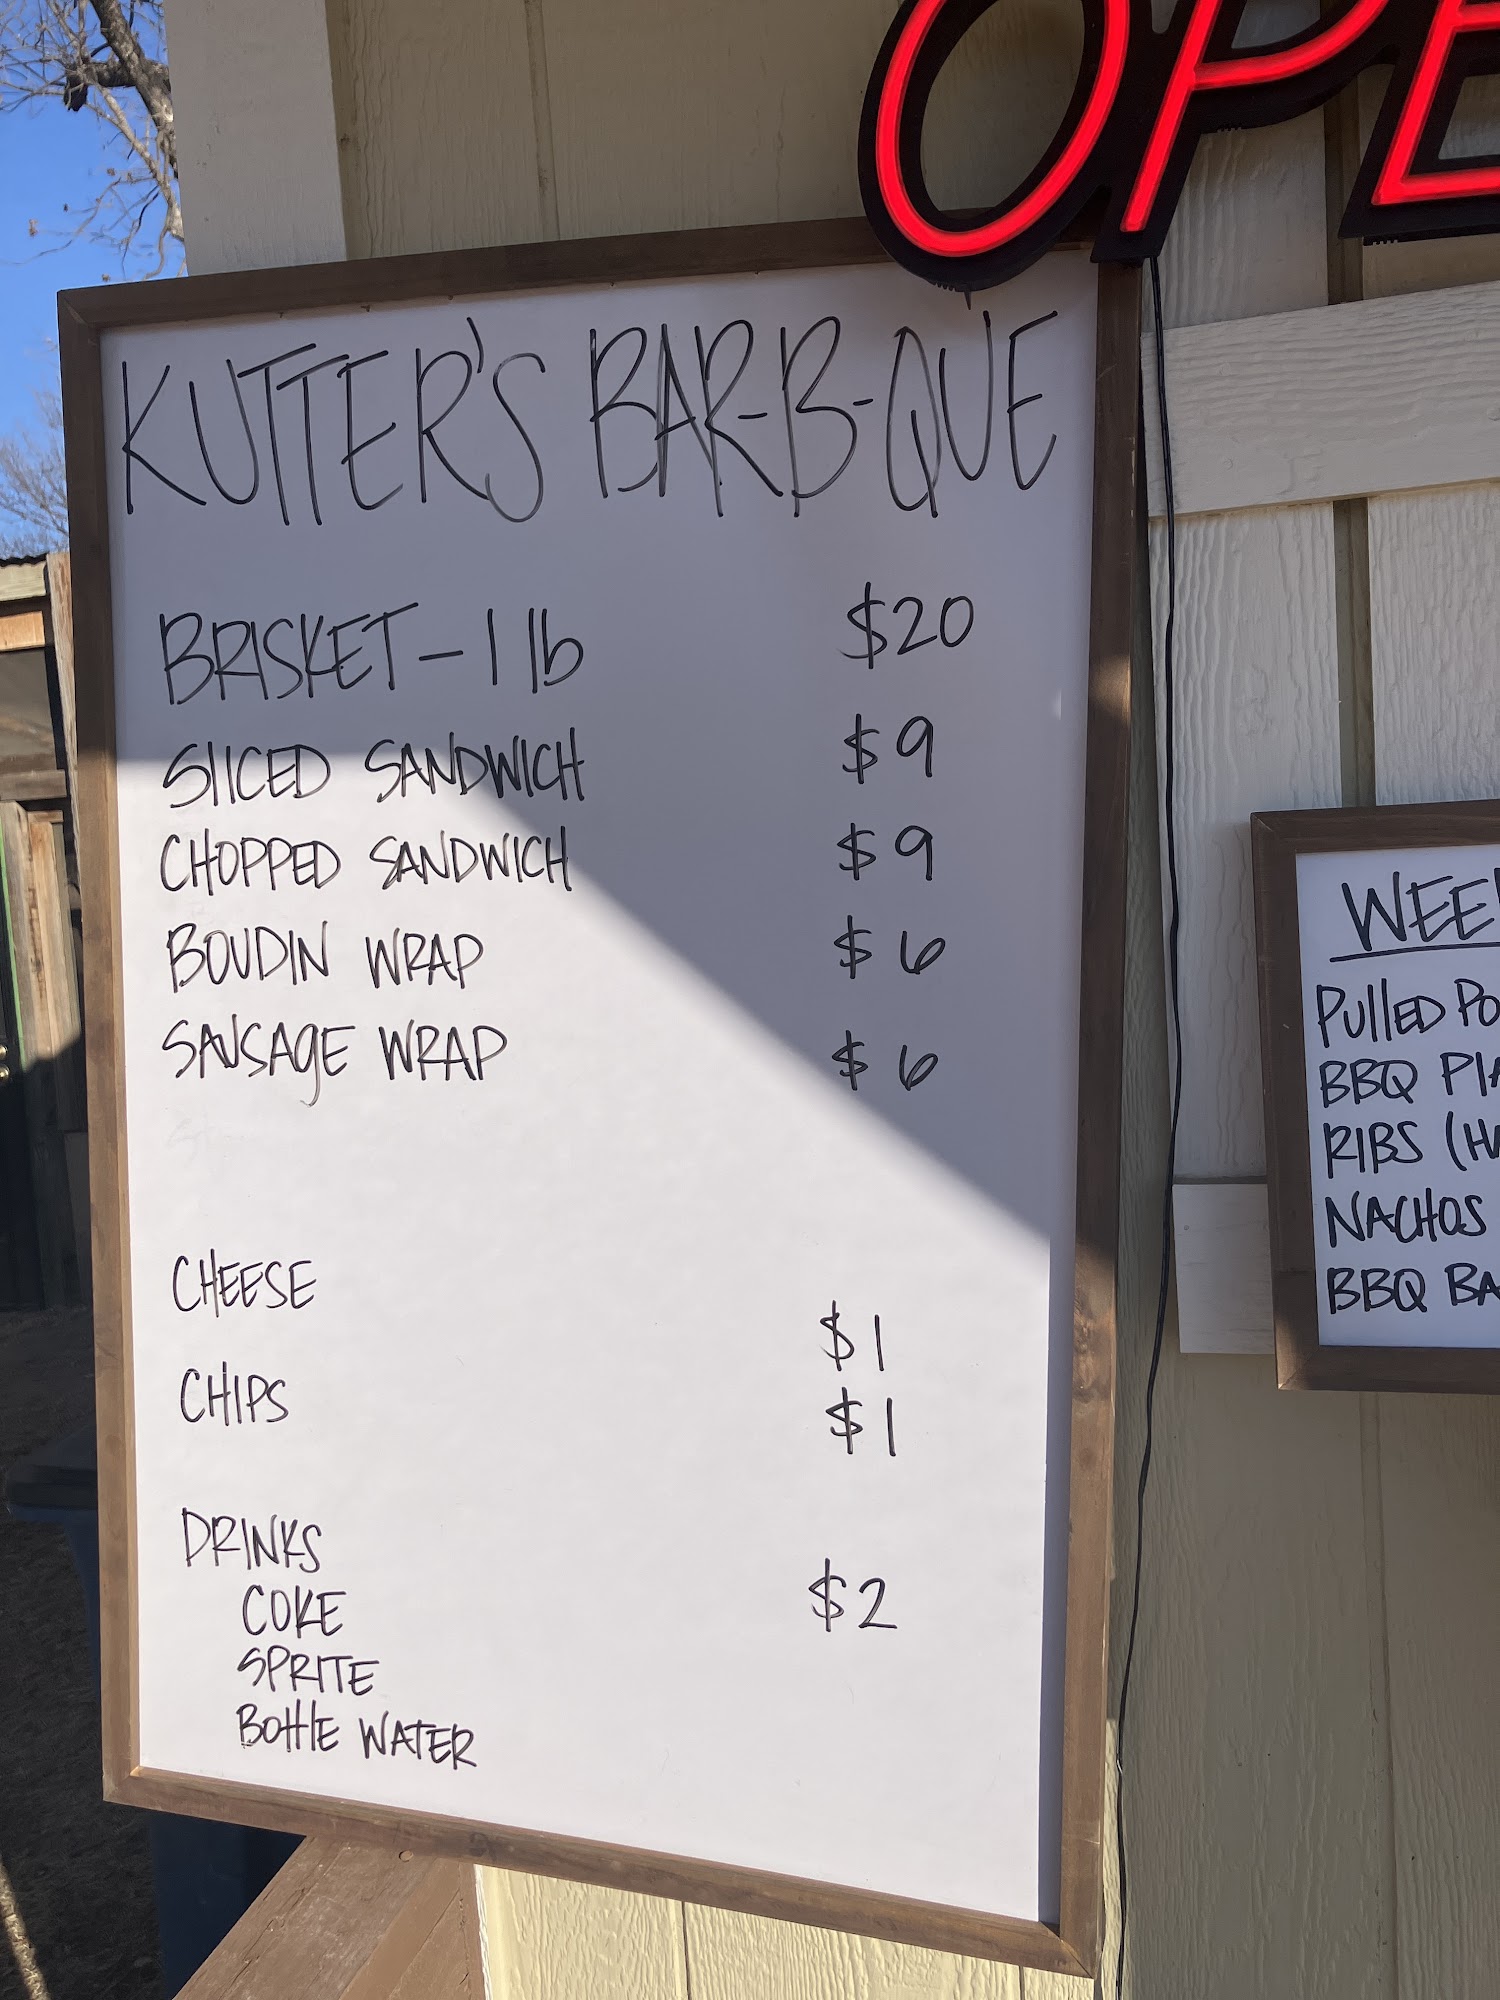 OPE
KUTTER'S BAR-B-QUE
BRISKET - 1 lb $20
SlICED SANDWICH $9
CHOPPED SANDWICH $9
BOUDIN WRAP $6
SAUSAGE WRAP $6
CHEESE $1
CHIPS $1
DRINKS
COKE $2
SPRITE
BOttlE WATER
WEE
PUllED PO
BBQ PlA
RIBS (HA
NACHOS
BBQ BA